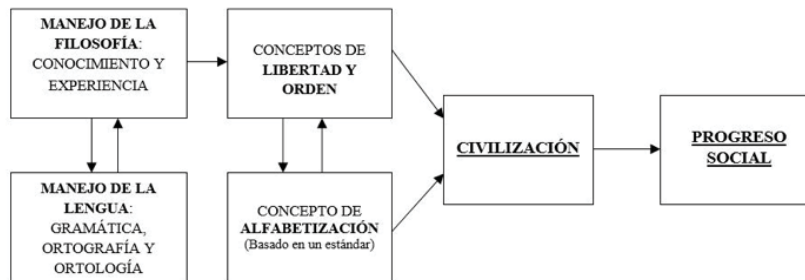 MANEJO DE LA
FILOSOFÍA:
CONOCIMIENTO Y
EXPERIENCIA
CONCEPTOS DE
LIBERTAD Y
ORDEN
CIVILIZACIÓN
PROGRESO
SOCIAL
MANEJO DE LA
LENGUA:
GRAMÁTICA,
ORTOGRAFÍA Y
ORTOLOGÍA
CONCEPTO DE
ALFABETIZACIÓN
(Basado en un estándar)